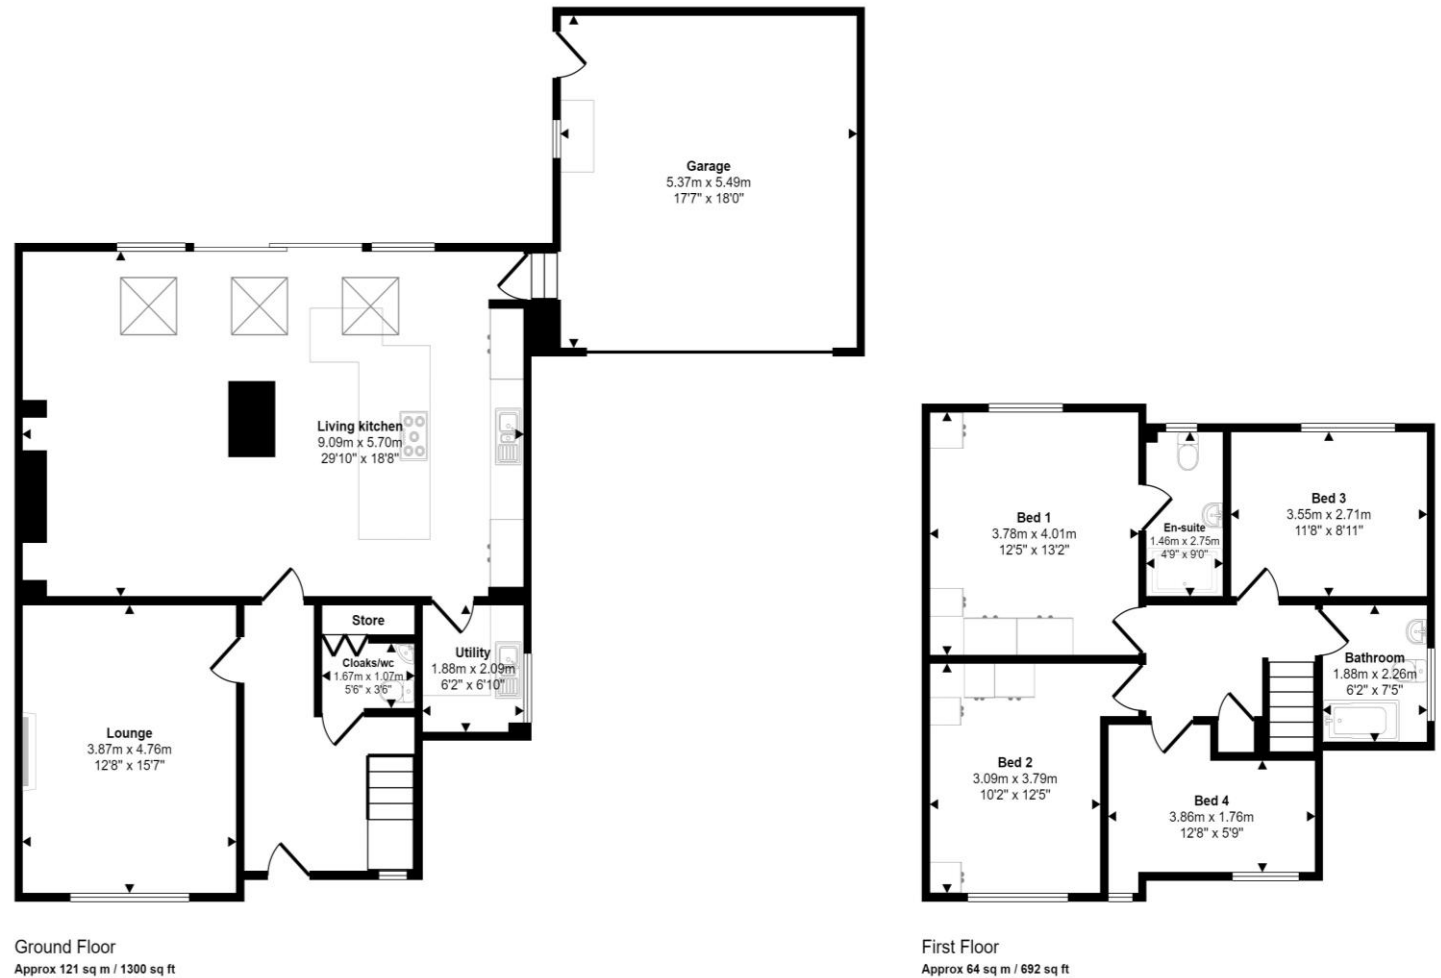 Garage
5.37m x 5.49m
17'7" x 18'0"
Living kitchen
9.09m x 5.70m
29'10" x 18'8"
Store
Cloaks/wc
1.67m x 1.07m
5'6" x 3'6"
Utility
1.88m x 2.09m
6'2" x 6'10"
Lounge
3.87m x 4.76m
12'8" x 15'7"
Ground Floor
Approx 121 sq m / 1300 sq ft
Bed 1
3.78m x 4.01m
12'5" x 13'2"
En-suite
1.46m x 2.75m
4'9" x 9'0"
Bed 3
3.55m x 2.71m
11'8" x 8'11"
Bathroom
1.88m x 2.26m
6'2" x 7'5"
Bed 2
3.09m x 3.79m
10'2" x 12'5"
Bed 4
3.86m x 1.76m
12'8" x 5'9"
First Floor
Approx 64 sq m / 692 sq ft